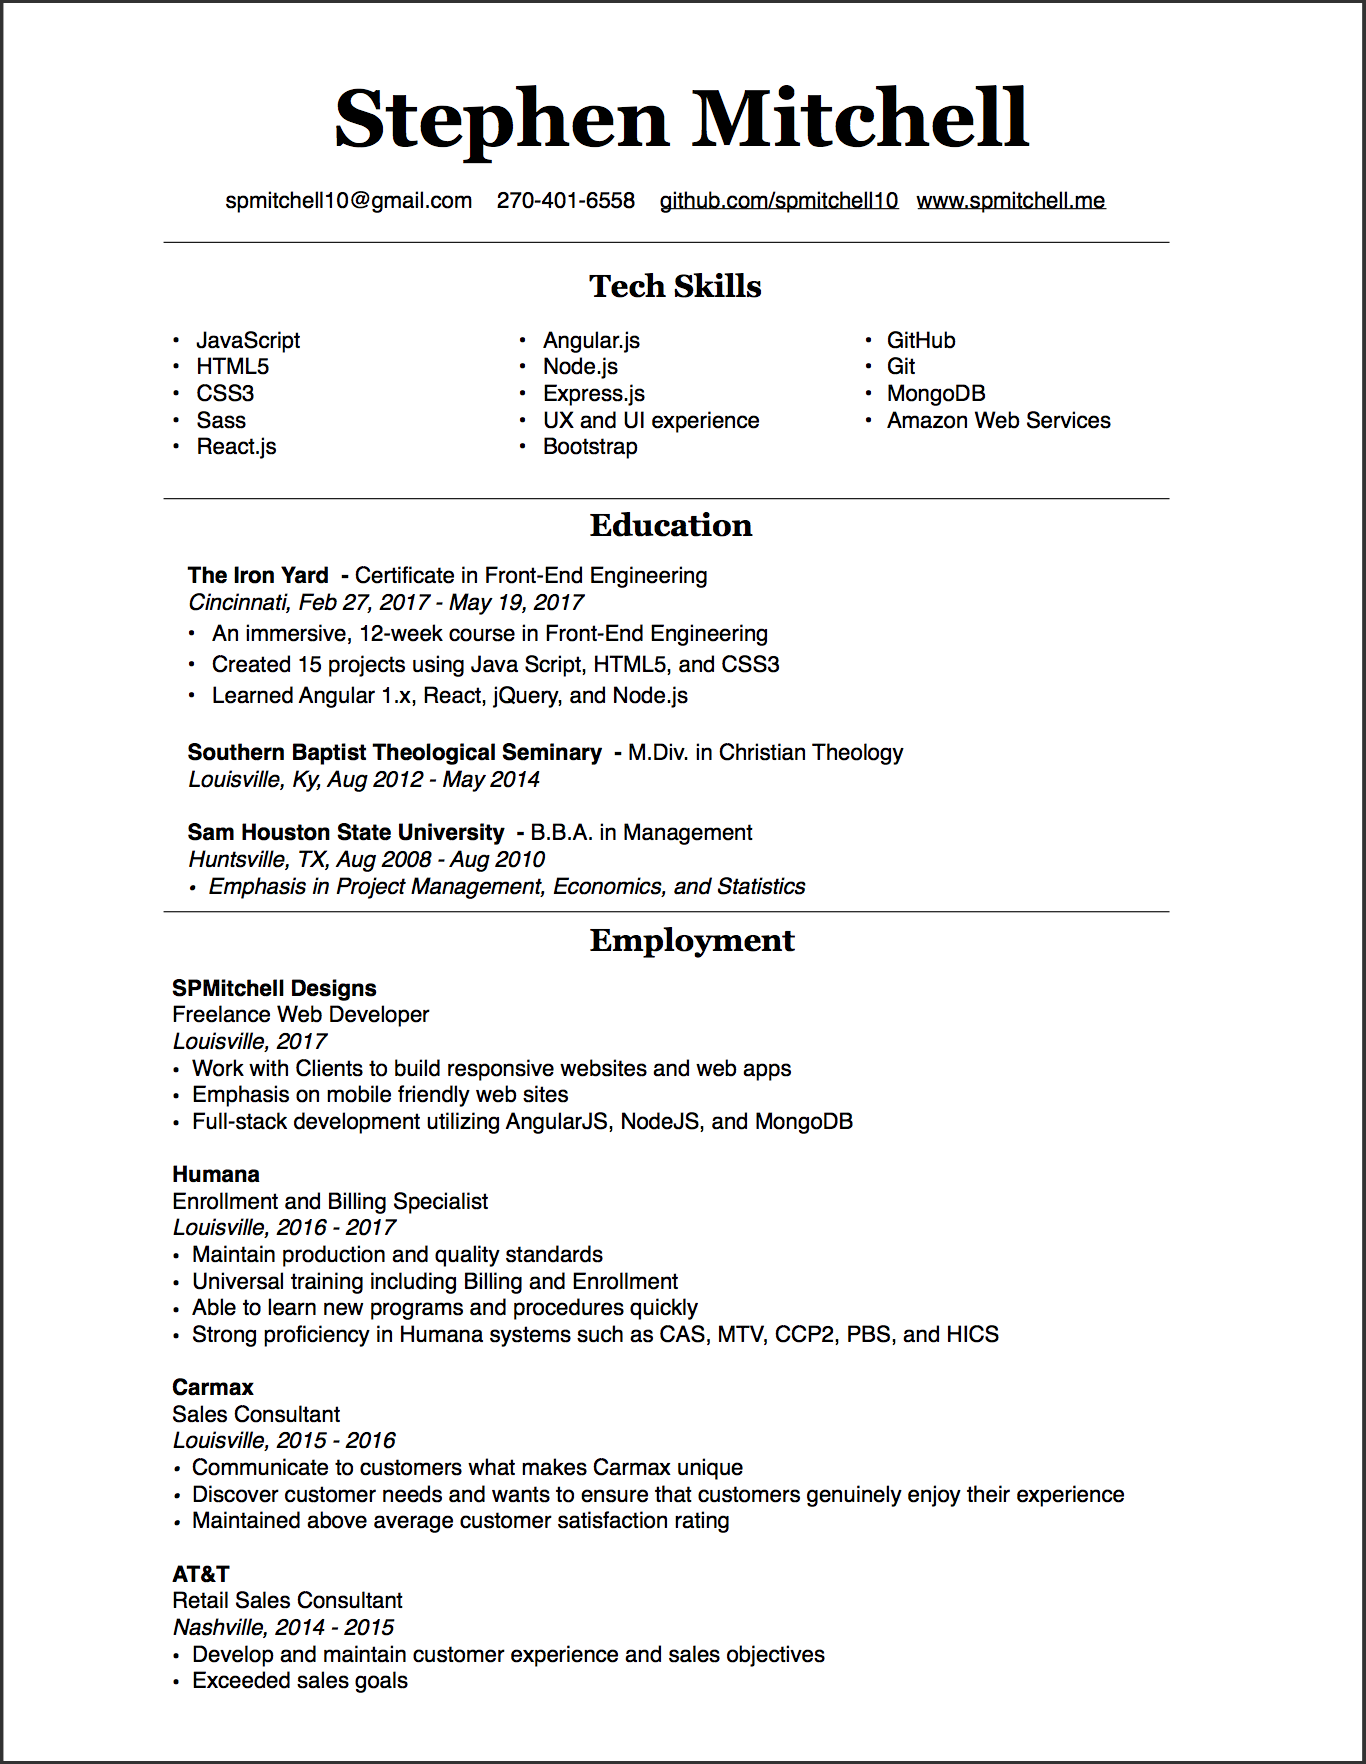 Stephen Mitchell
spmitchell10@gmail.com 270-401-6558 github.com/spmitchell10 www.spmitchell.me
Tech Skills
• JavaScript
• HTML5
• CSS3
• Sass
• React.js
• Angular.js
• Node.js
• Express.js
• UX and UI experience
• Bootstrap
• GitHub
• Git
• MongoDB
• Amazon Web Services
Education
The Iron Yard - Certificate in Front-End Engineering
Cincinnati, Feb 27, 2017 - May 19, 2017
• An immersive, 12-week course in Front-End Engineering
• Created 15 projects using Java Script, HTML5, and CSS3
• Learned Angular 1.x, React, jQuery, and Node.js
Southern Baptist Theological Seminary - M.Div. in Christian Theology
Louisville, Ky, Aug 2012 - May 2014
Sam Houston State University - B.B.A. in Management
Huntsville, TX, Aug 2008 - Aug 2010
• Emphasis in Project Management, Economics, and Statistics
Employment
SPMitchell Designs
Freelance Web Developer
Louisville, 2017
• Work with Clients to build responsive websites and web apps
• Emphasis on mobile friendly web sites
• Full-stack development utilizing AngularJS, NodeJS, and MongoDB
Humana
Enrollment and Billing Specialist
Louisville, 2016 - 2017
• Maintain production and quality standards
• Universal training including Billing and Enrollment
• Able to learn new programs and procedures quickly
• Strong proficiency in Humana systems such as CAS, MTV, CCP2, PBS, and HICS
Carmax
Sales Consultant
Louisville, 2015 - 2016
• Communicate to customers what makes Carmax unique
• Discover customer needs and wants to ensure that customers genuinely enjoy their experience
• Maintained above average customer satisfaction rating
AT&T
Retail Sales Consultant
Nashville, 2014 - 2015
• Develop and maintain customer experience and sales objectives
• Exceeded sales goals